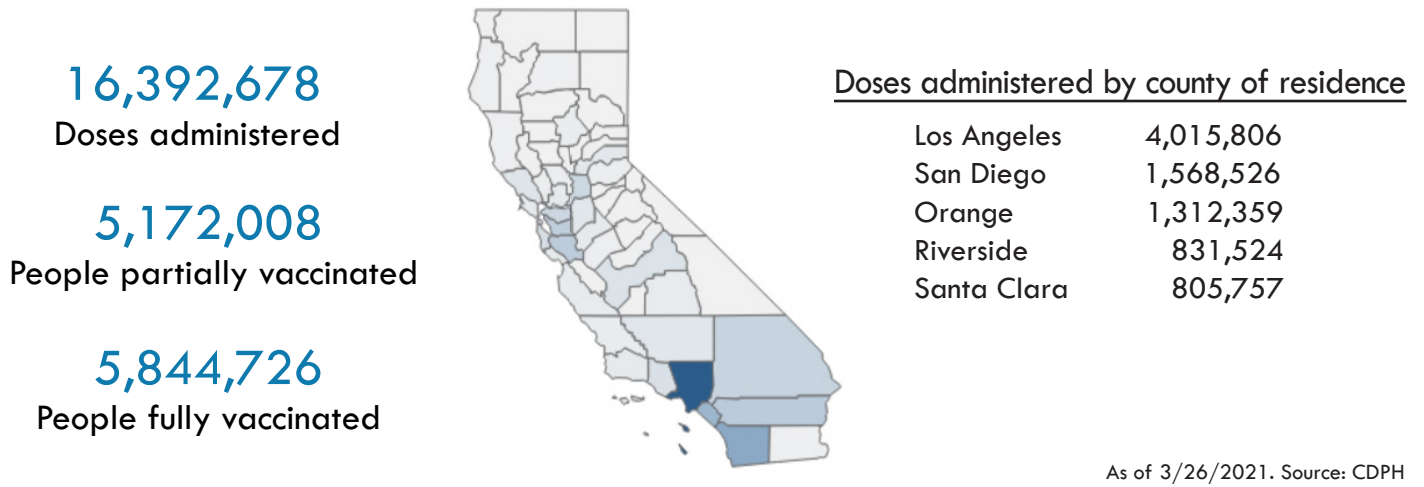 16,392,678
Doses administered
5,172,008
People partially vaccinated
5,844,726
People fully vaccinated
Doses administered by county of residence
Los Angeles 4,015,806
San Diego 1,568,526
Orange 1,312,359
Riverside 831,524
Santa Clara 805,757
As of 3/26/2021. Source: CDPH